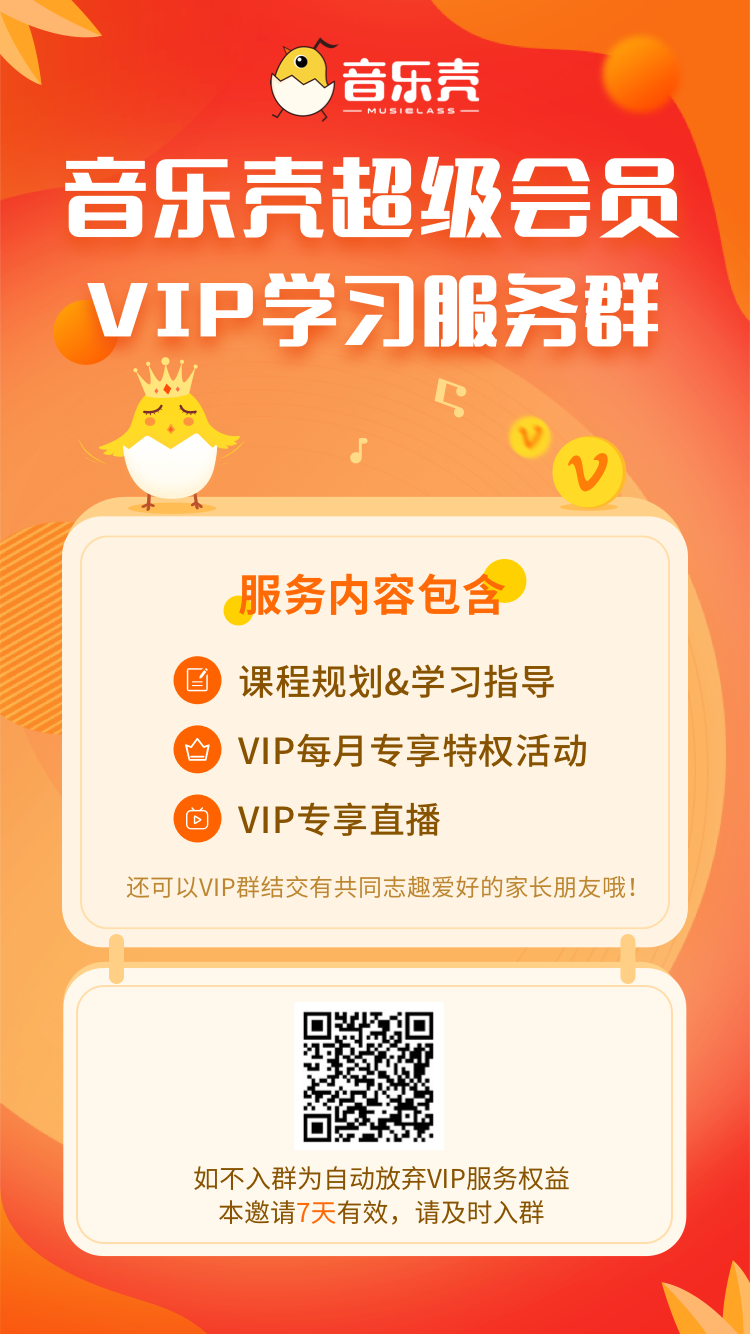 音乐壳
MUSICLASS
音乐壳超级会员
VIP学习服务群
V
V
服务内容包含
课程规划&学习指导
VIP每月专享特权活动
VIP专享直播
还可以VIP群结交有共同志趣爱好的家长朋友哦！
如不入群为自动放弃VIP服务权益
本邀请7天有效，请及时入群